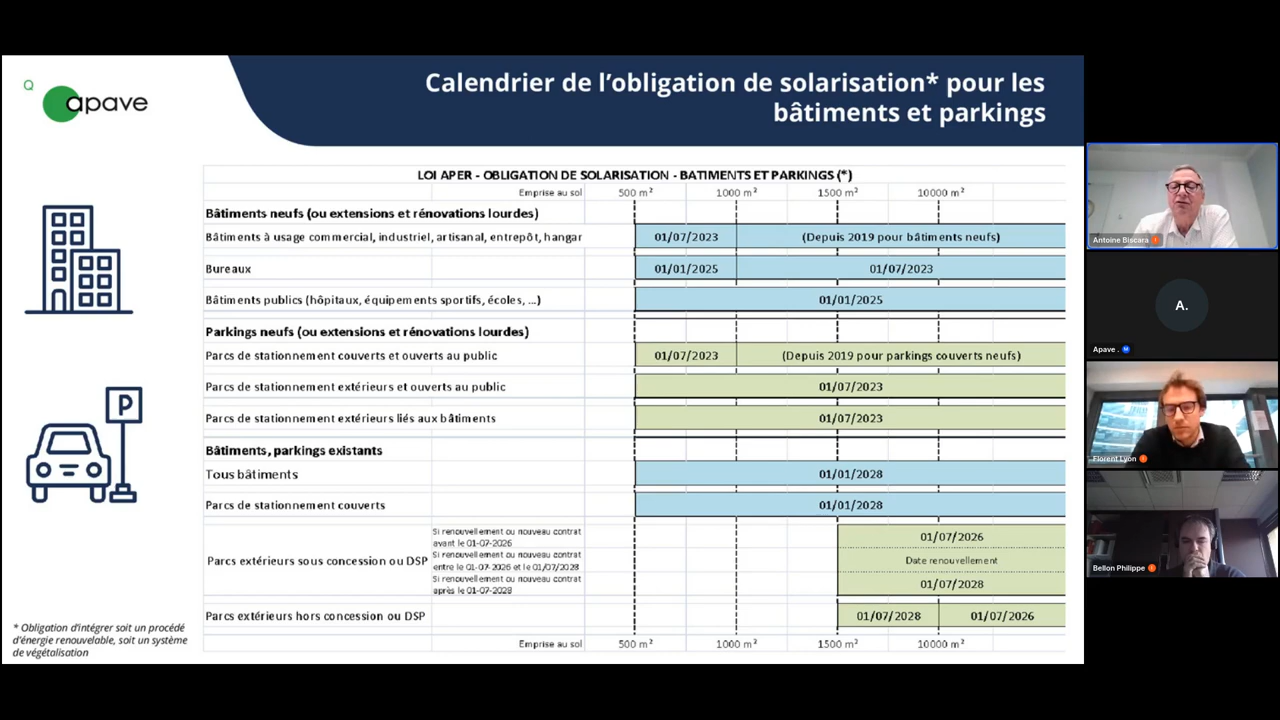 apave
Calendrier de l’obligation de solarisation* pour les
bâtiments et parkings
LOI APER - OBLIGATION DE SOLARISATION - BATIMENTS ET PARKINGS (*)
Emprise au sol 500 m² 1000 m² 1500 m² 10000 m²
Bâtiments neufs (ou extensions et rénovations lourdes)
Bâtiments à usage commercial, industriel, artisanal, entrepôt, hangar 01/07/2023 (Depuis 2019 pour bâtiments neufs)
Bureaux 01/01/2025 01/07/2023
Bâtiments publics (hôpitaux, équipements sportifs, écoles, ...) 01/01/2025
Parkings neufs (ou extensions et rénovations lourdes)
Parcs de stationnement couverts et ouverts au public 01/07/2023 (Depuis 2019 pour parkings couverts neufs)
Parcs de stationnement extérieurs et ouverts au public 01/07/2023
Parcs de stationnement extérieurs liés aux bâtiments 01/07/2023
Bâtiments, parkings existants
Tous bâtiments 01/01/2028
Parcs de stationnement couverts 01/01/2028
Parcs extérieurs sous concession ou DSP
Si renouvellement ou nouveau contrat
avant le 01-07-2026
01/07/2026
Si renouvellement ou nouveau contrat
entre le 01-07-2026 et le 01/07/2028
Date renouvellement
Si renouvellement ou nouveau contrat
après le 01-07-2028
01/07/2028
Parcs extérieurs hors concession ou DSP 01/07/2028 01/07/2026
Emprise au sol 500 m² 1000 m² 1500 m² 10000 m²
P
* Obligation d’intégrer soit un procédé
d’énergie renouvelable, soit un système
de végétalisation
Antoine Biscara
A.
Apave .
Florent Lyon
Bellon Philippe